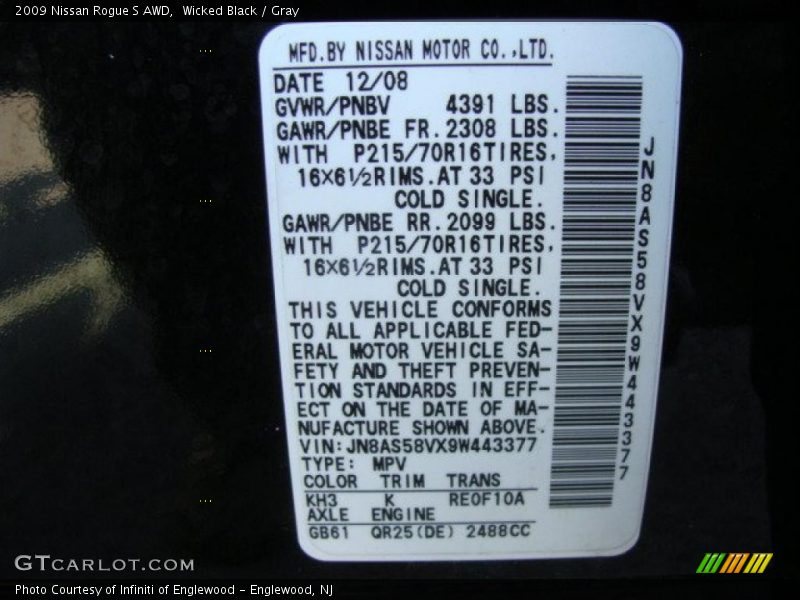 2009 Nissan Rogue S AWD,  Wicked Black / Gray
MFD.BY NISSAN MOTOR CO.,LTD.
DATE 12/08
GVWR/PNBV 4391 LBS.
GAWR/PNBE FR.2308 LBS.
WITH P215/70R16TIRES,
16X6½RIMS.AT 33 PSI
COLD SINGLE.
GAWR/PNBE RR.2099 LBS.
WITH P215/70R16TIRES,
16X6½RIMS.AT 33 PSI
COLD SINGLE.
THIS VEHICLE CONFORMS
TO ALL APPLICABLE FED-
ERAL MOTOR VEHICLE SA-
FETY AND THEFT PREVEN-
TION STANDARDS IN EFF-
ECT ON THE DATE OF MA-
NUFACTURE SHOWN ABOVE.
VIN:JN8AS58VX9W443377
TYPE: MPV
COLOR TRIM TRANS
KH3 K RE0F10A
AXLE ENGINE
GB61 QR25(DE) 2488CC
JN8AS58VX9W443377
GTCARLOT.COM
Photo Courtesy of Infiniti of Englewood - Englewood, NJ